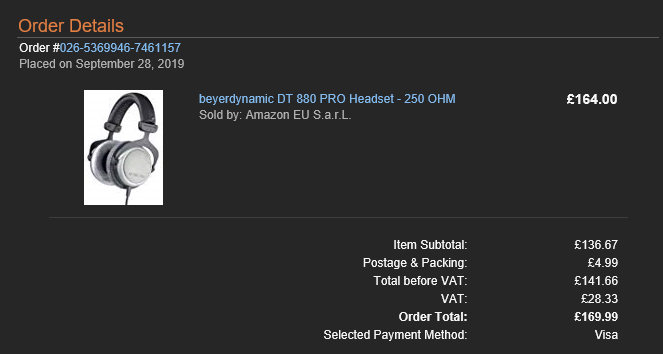 Order Details
Order #026-5369946-7461157
Placed on September 28, 2019
beyerdynamic DT 880 PRO Headset - 250 OHM £164.00
Sold by: Amazon EU S.a.r.L.
Item Subtotal: £136.67
Postage & Packing: £4.99
Total before VAT: £141.66
VAT: £28.33
Order Total: £169.99
Selected Payment Method: Visa